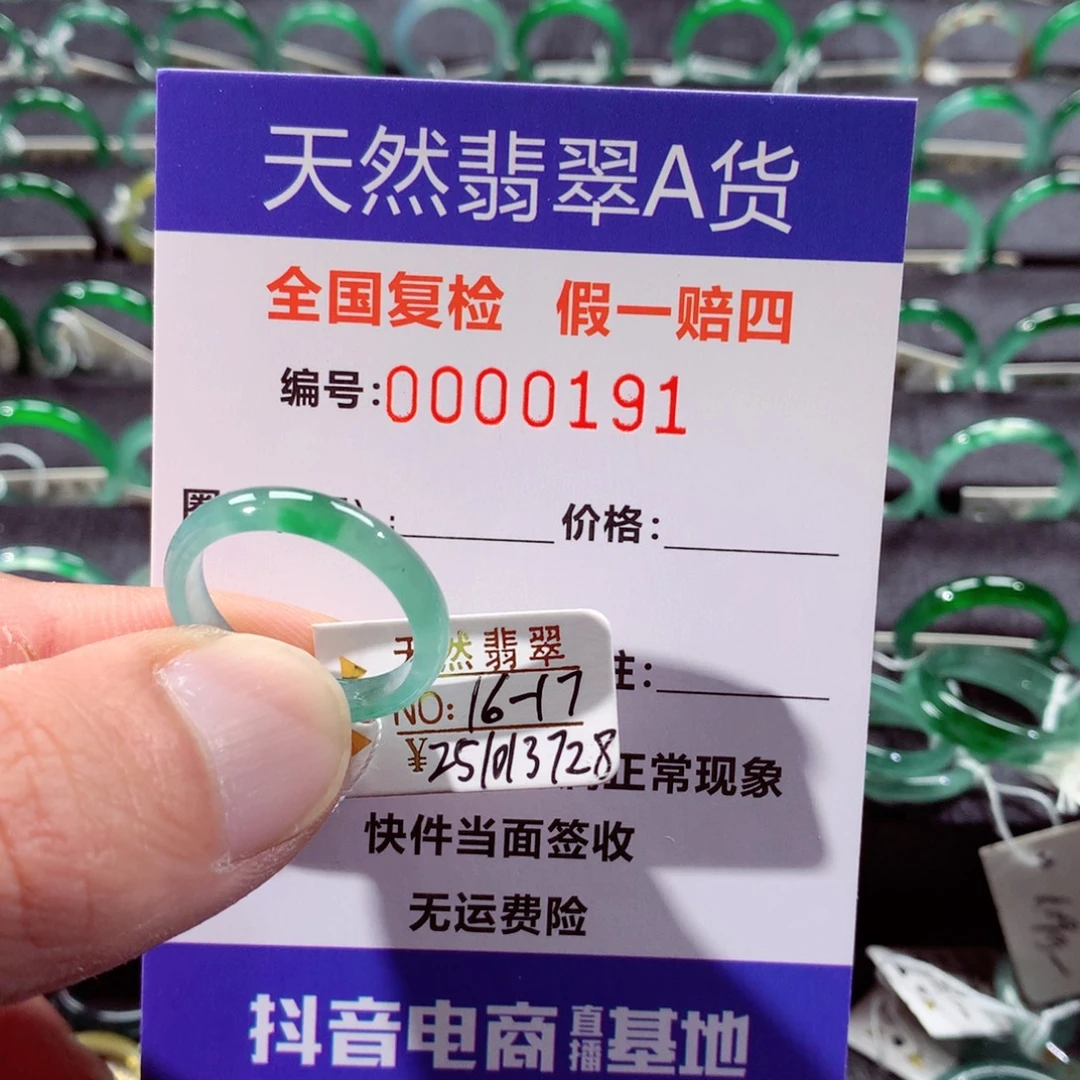 天然翡翠A货
全国复检 假一赔四
编号:0000191
圈 : 价格:
天然翡翠
NO: 16-17
注:
¥
正常现象
快件当面签收
无运费险
抖音电商直播基地